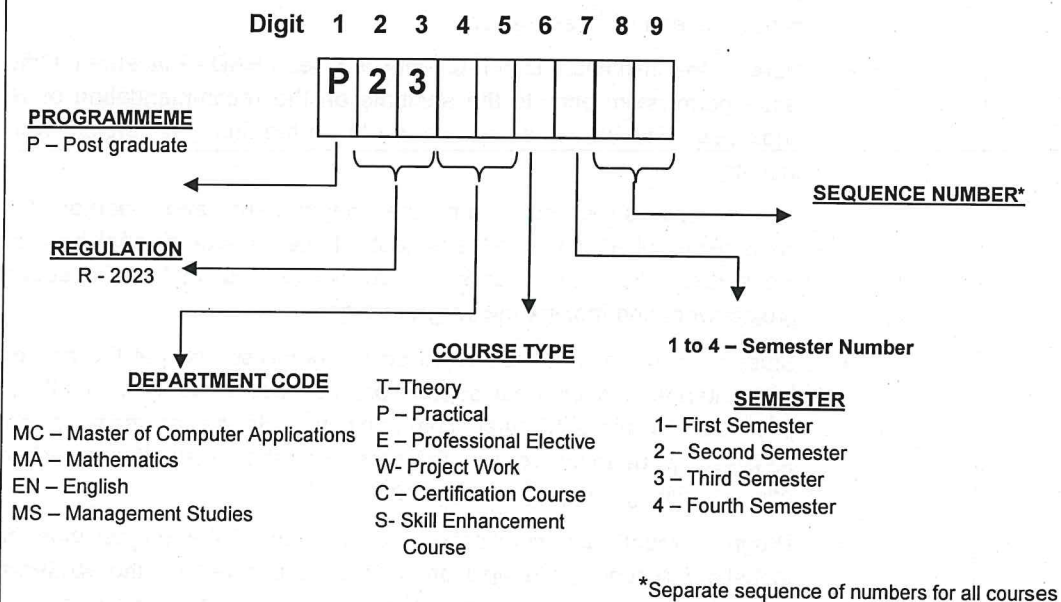 Digit 1 2 3 4 5 6 7 8 9
P 2 3
PROGRAMMEME
P – Post graduate
SEQUENCE NUMBER*
REGULATION
R - 2023
1 to 4 – Semester Number
COURSE TYPE
T–Theory
P – Practical
E – Professional Elective
W- Project Work
C – Certification Course
S- Skill Enhancement
Course
DEPARTMENT CODE
MC – Master of Computer Applications
MA – Mathematics
EN – English
MS – Management Studies
SEMESTER
1– First Semester
2 – Second Semester
3 – Third Semester
4 – Fourth Semester
*Separate sequence of numbers for all courses